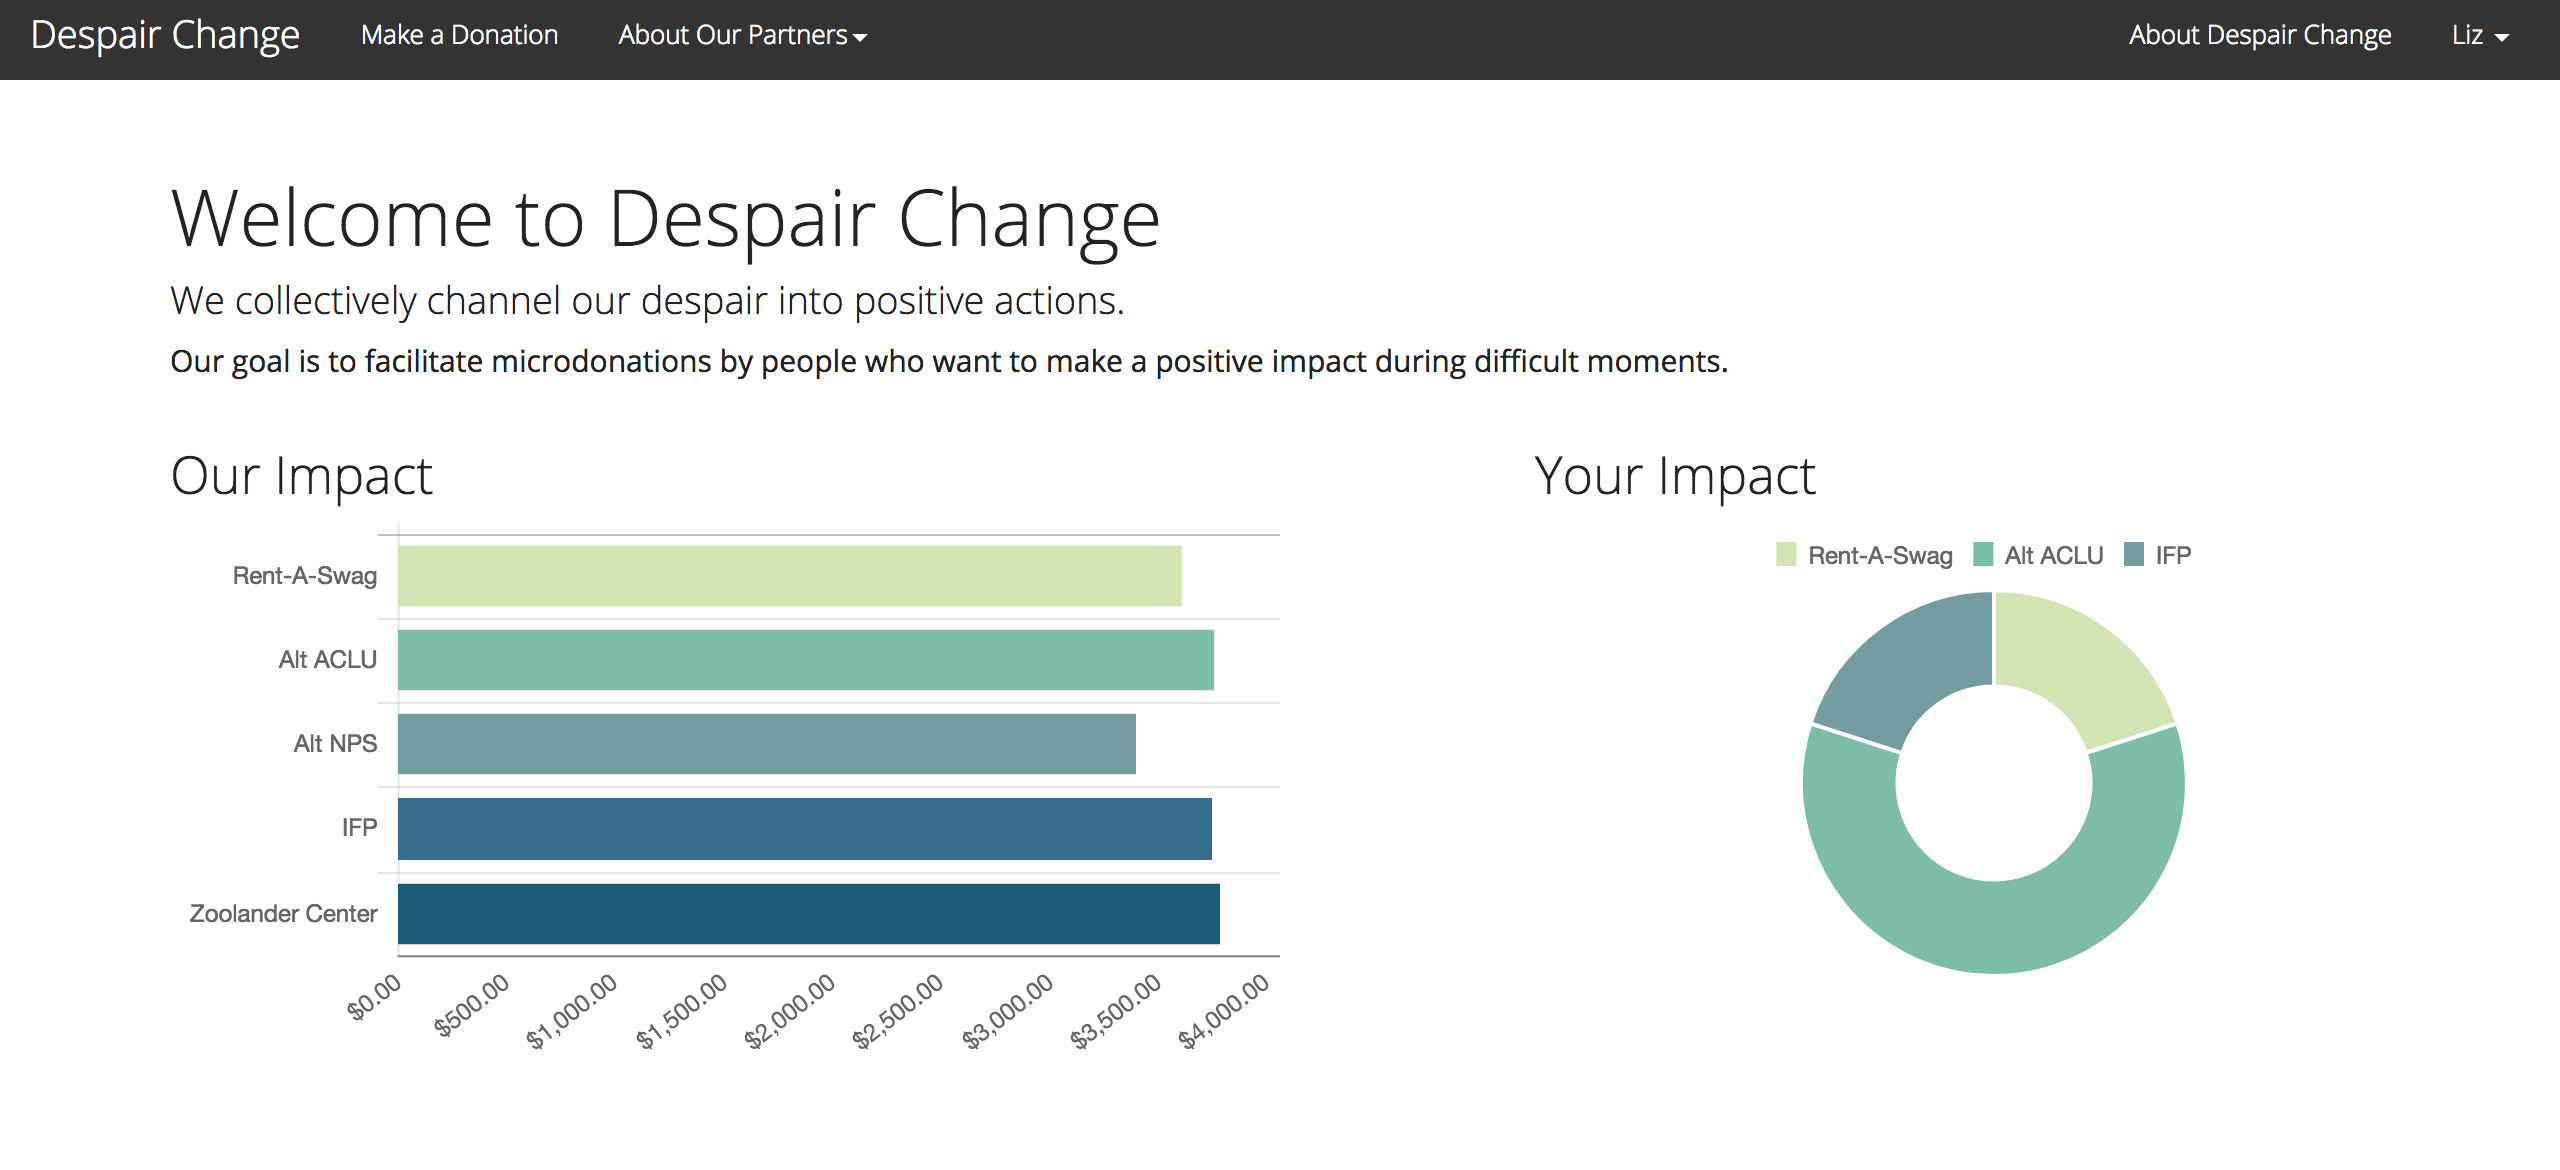 Despair Change
Make a Donation
About Our Partners
About Despair Change
Liz
Welcome to Despair Change
We collectively channel our despair into positive actions.
Our goal is to facilitate microdonations by people who want to make a positive impact during difficult moments.
Our Impact
Rent-A-Swag
Alt ACLU
Alt NPS
IFP
Zoolander Center
$0.00
$500.00
$1,000.00
$1,500.00
$2,000.00
$2,500.00
$3,000.00
$3,500.00
$4,000.00
Your Impact
Rent-A-Swag
Alt ACLU
IFP